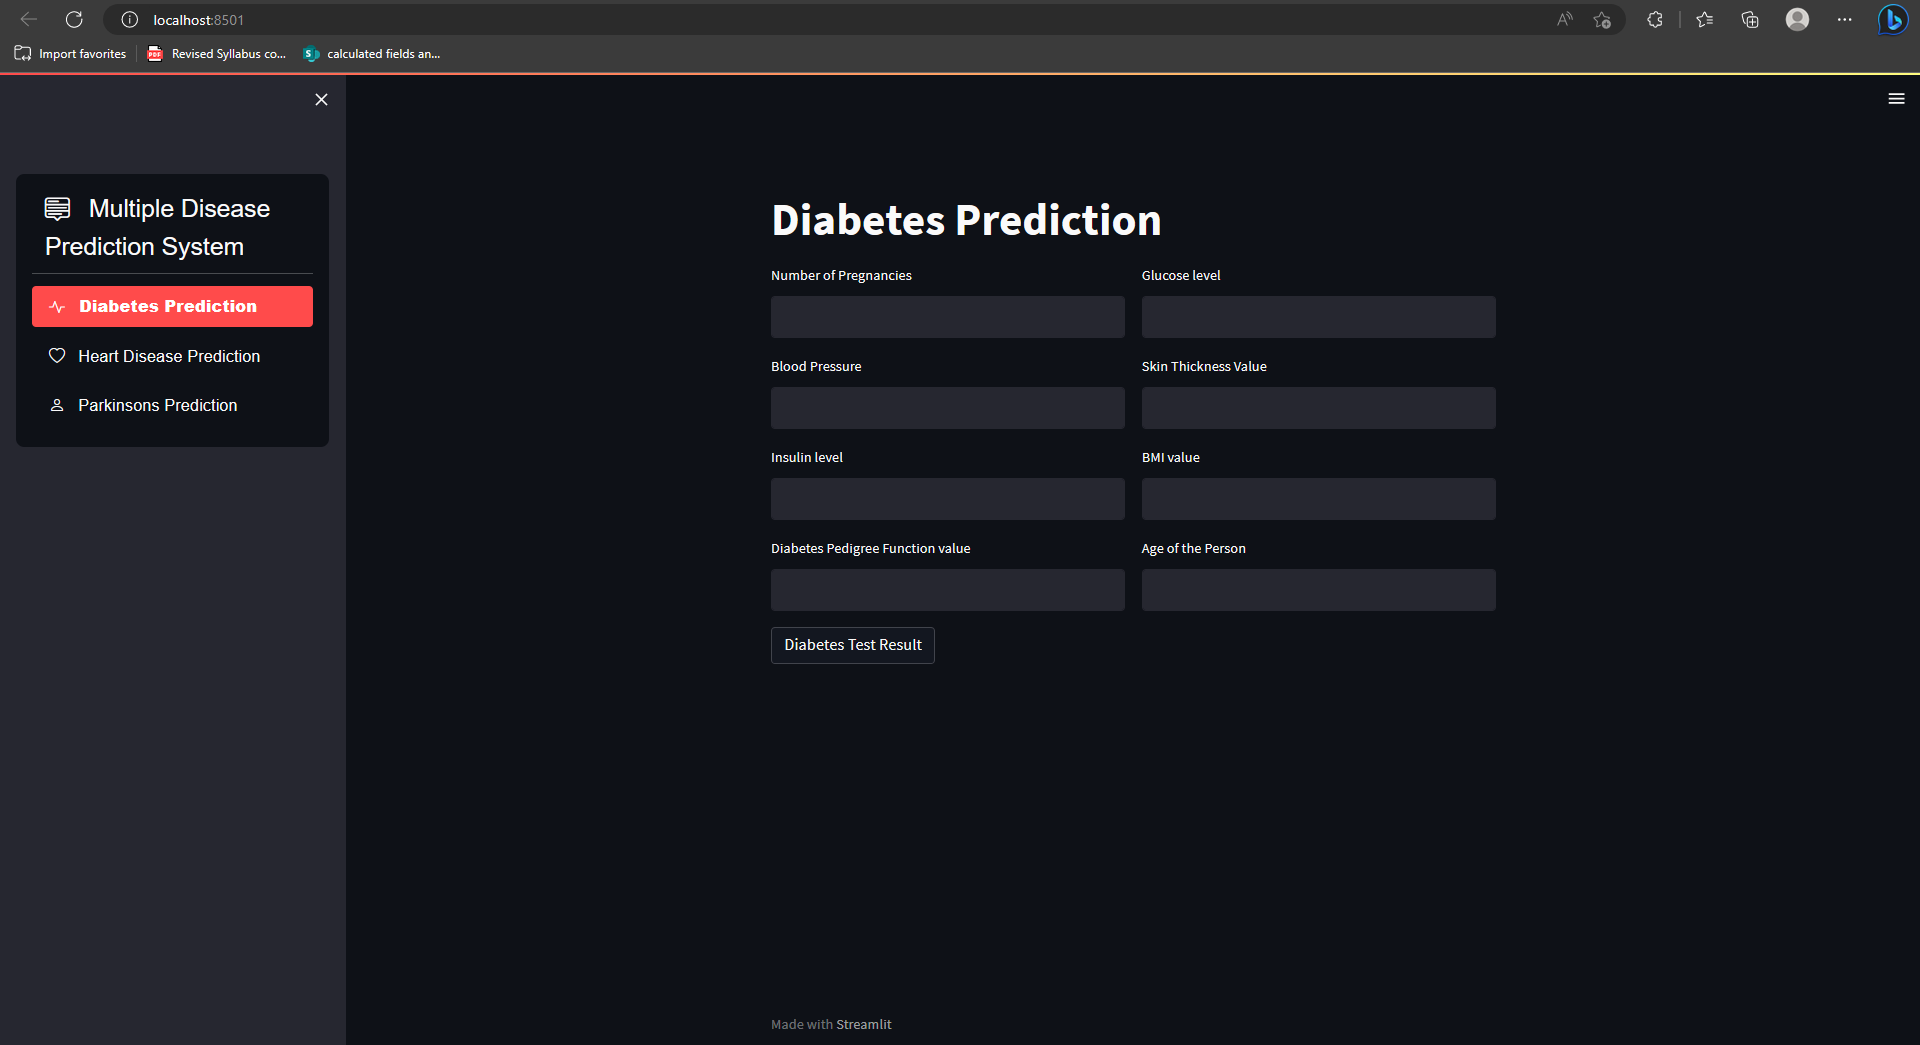 localhost:8501
Import favorites
Revised Syllabus co...
calculated fields an...
Multiple Disease
Prediction System
Diabetes Prediction
Heart Disease Prediction
Parkinsons Prediction
Diabetes Prediction
Number of Pregnancies
Glucose level
Blood Pressure
Skin Thickness Value
Insulin level
BMI value
Diabetes Pedigree Function value
Age of the Person
Diabetes Test Result
Made with Streamlit